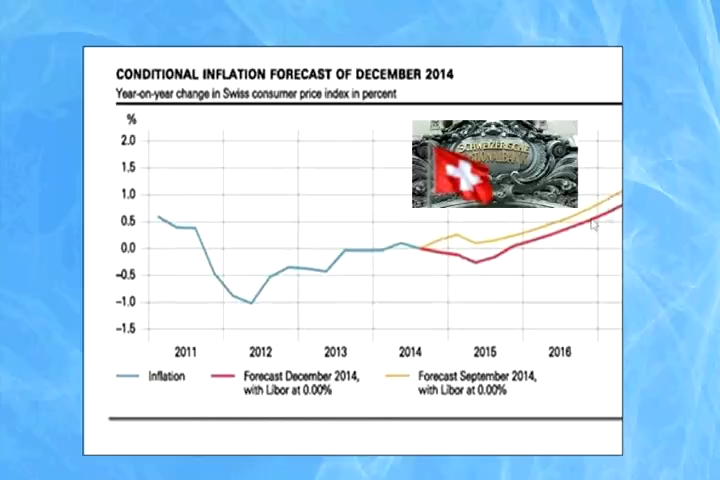 CONDITIONAL INFLATION FORECAST OF DECEMBER 2014
Year-on-year change in Swiss consumer price index in percent
%
2.0
SCHWEIZERISCHE
NATIONALBANK
1.5
1.0
0.5
0.0
–0.5
–1.0
–1.5
2011 2012 2013 2014 2015 2016
Inflation Forecast December 2014, Forecast September 2014,
with Libor at 0.00% with Libor at 0.00%